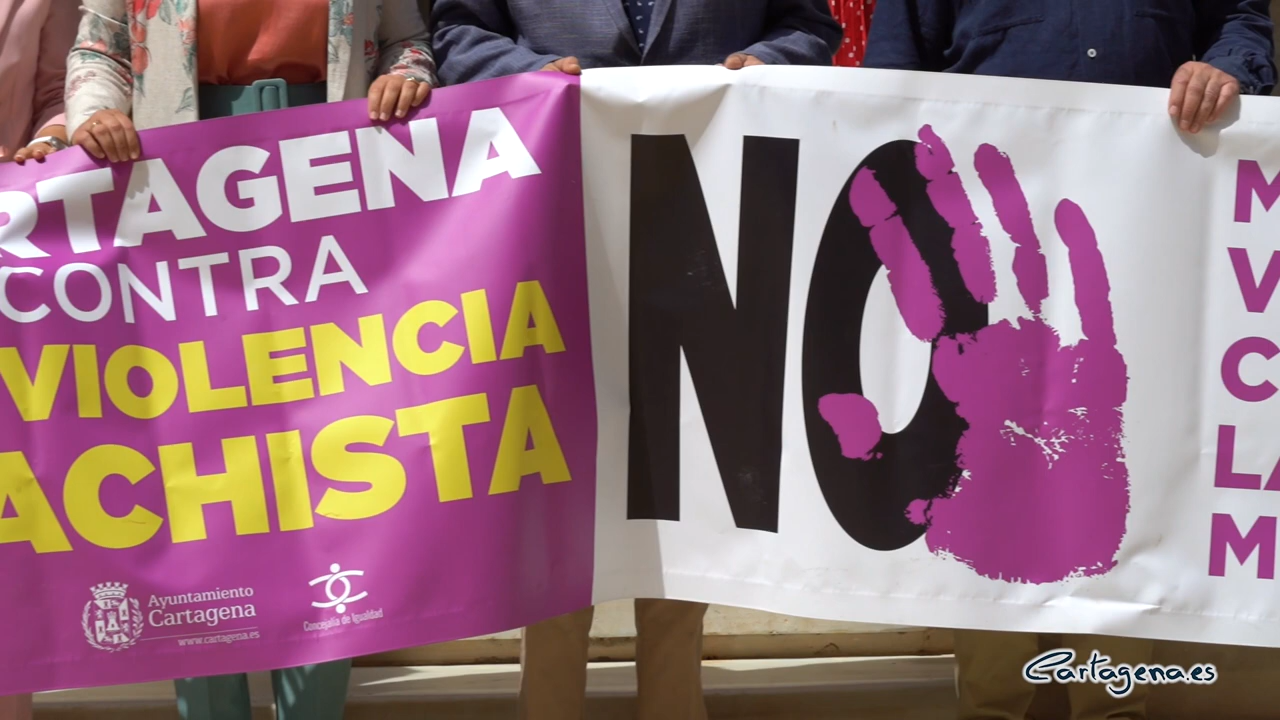 RTAGENA
CONTRA
VIOLENCIA
ACHISTA
Ayuntamiento
Cartagena
www.cartagena.es
Concejalía de Igualdad
NO
M
V
C
LA
M
Cartagena.es